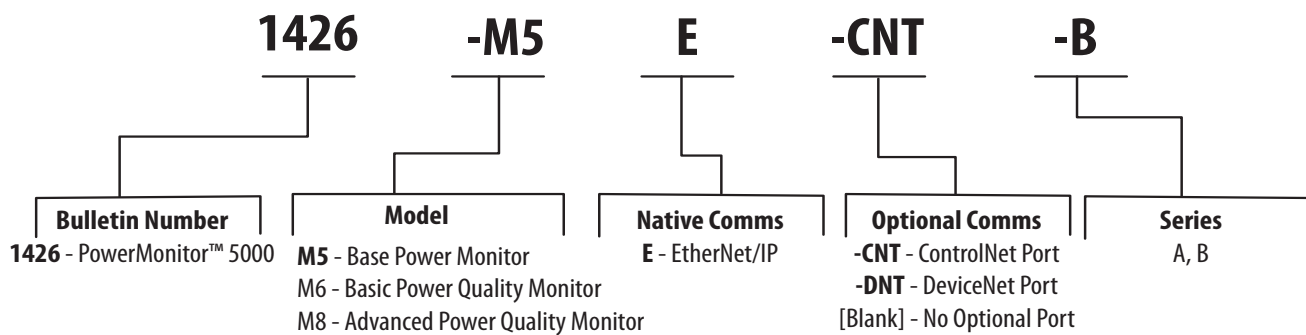 1426 -M5 E -CNT -B
Bulletin Number
1426 - PowerMonitor™ 5000
Model
M5 - Base Power Monitor
M6 - Basic Power Quality Monitor
M8 - Advanced Power Quality Monitor
Native Comms
E - EtherNet/IP
Optional Comms
-CNT - ControlNet Port
-DNT - DeviceNet Port
[Blank] - No Optional Port
Series
A, B